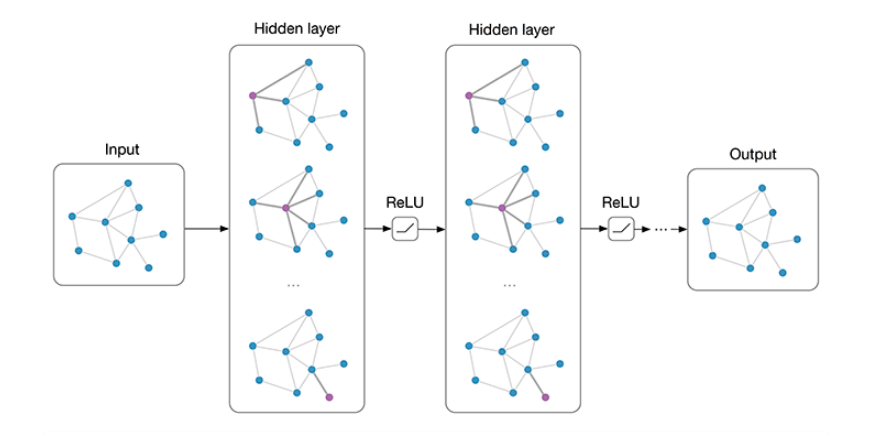 Hidden layer
Hidden layer
Input
Output
ReLU
ReLU
...
...
...